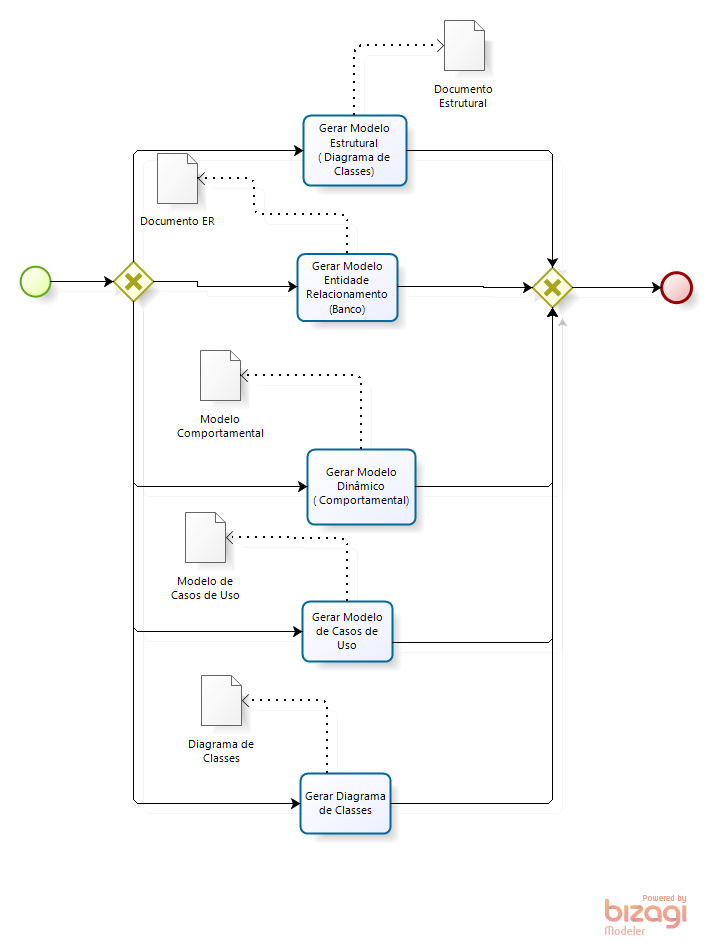 Documento
Estrutural
Gerar Modelo
Estrutural
( Diagrama de
Classes)
Documento ER
Gerar Modelo
Entidade
Relacionamento
(Banco)
Modelo
Comportamental
Gerar Modelo
Dinâmico
( Comportamental)
Modelo de
Casos de Uso
Gerar Modelo
de Casos de
Uso
Diagrama de
Classes
Gerar Diagrama
de Classes
Powered by
bizagi
Modeler